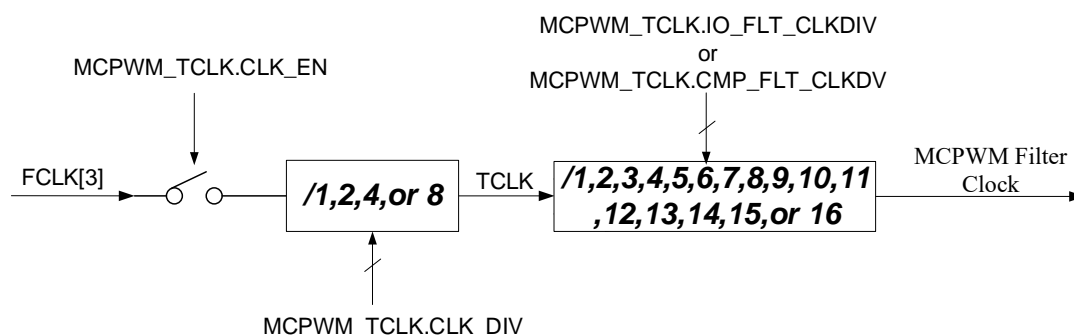 MCPWM_TCLK.IO_FLT_CLKDIV
or
MCPWM_TCLK.CMP_FLT_CLKDV
MCPWM_TCLK.CLK_EN
FCLK[3]
/1,2,4,or 8
TCLK
/1,2,3,4,5,6,7,8,9,10,11
,12,13,14,15,or 16
MCPWM Filter
Clock
MCPWM_TCLK.CLK_DIV